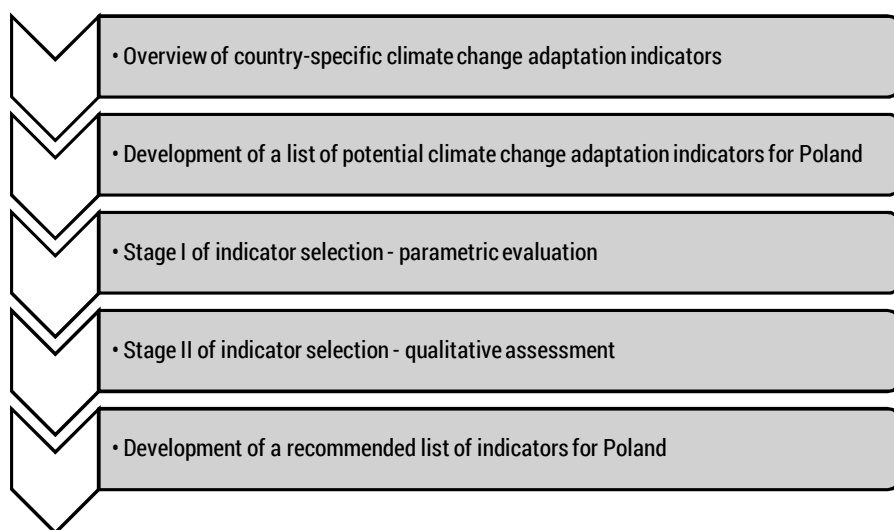 • Overview of country-specific climate change adaptation indicators
• Development of a list of potential climate change adaptation indicators for Poland
• Stage I of indicator selection - parametric evaluation
• Stage II of indicator selection - qualitative assessment
• Development of a recommended list of indicators for Poland